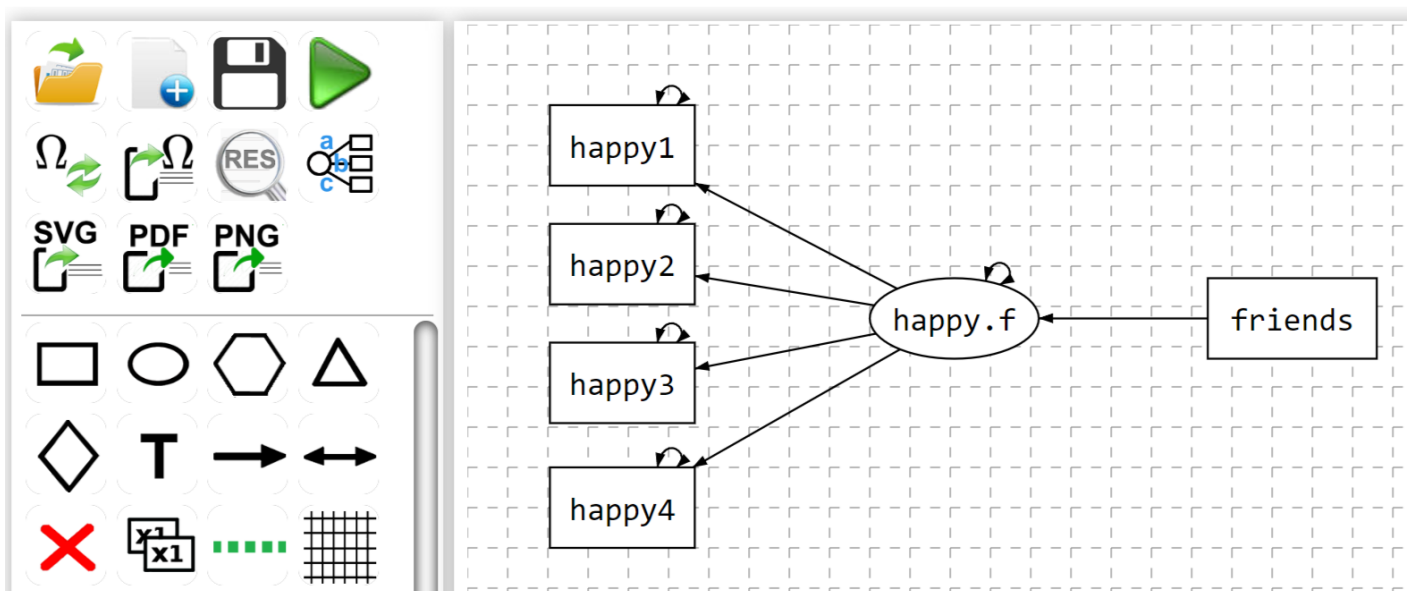 Ω
Ω
RES
a
b
c
SVG
PDF
PNG
T
x1
x1
happy1
happy2
happy3
happy4
happy.f
friends